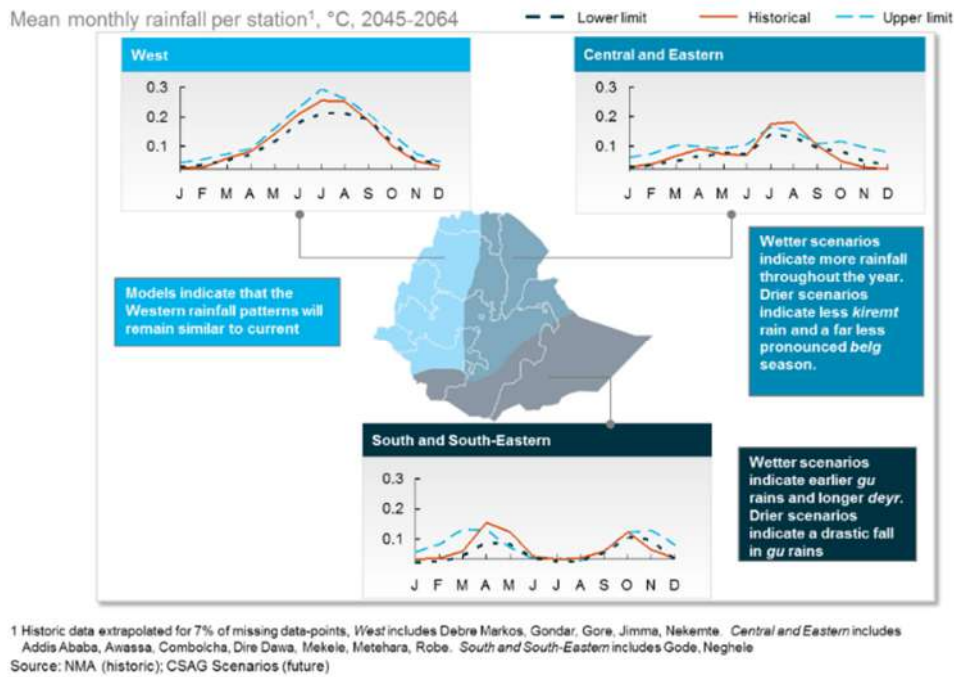 Mean monthly rainfall per station¹, °C, 2045-2064
Lower limit
Historical
Upper limit
West
0.3
0.2
0.1
J F M A M J J A S O N D
Central and Eastern
0.3
0.2
0.1
J F M A M J J A S O N D
Models indicate that the
Western rainfall patterns will
remain similar to current
Wetter scenarios
indicate more rainfall
throughout the year.
Drier scenarios
indicate less kiremt
rain and a far less
pronounced belg
season.
South and South-Eastern
0.3
0.2
0.1
J F M A M J J A S O N D
Wetter scenarios
indicate earlier gu
rains and longer deyr.
Drier scenarios
indicate a drastic fall
in gu rains
1 Historic data extrapolated for 7% of missing data-points, West includes Debre Markos, Gondar, Gore, Jimma, Nekemte. Central and Eastern includes
Addis Ababa, Awassa, Combolcha, Dire Dawa, Mekele, Metehara, Robe. South and South-Eastern includes Gode, Neghele
Source: NMA (historic); CSAG Scenarios (future)